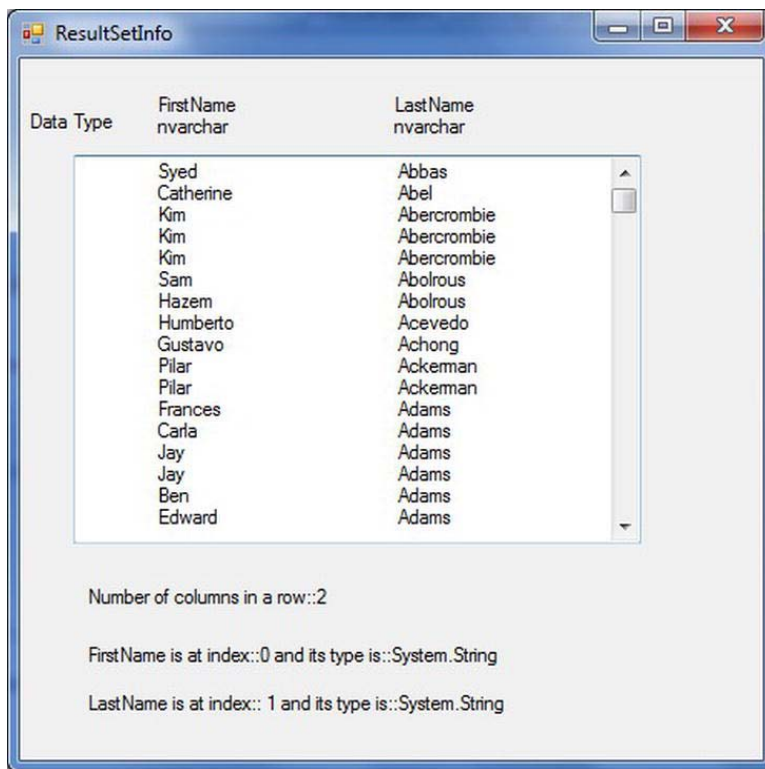 ResultSetInfo
FirstName LastName
Data Type nvarchar nvarchar
Syed Abbas
Catherine Abel
Kim Abercrombie
Kim Abercrombie
Kim Abercrombie
Sam Abolrous
Hazem Abolrous
Humberto Acevedo
Gustavo Achong
Pilar Ackerman
Pilar Ackerman
Frances Adams
Carla Adams
Jay Adams
Jay Adams
Ben Adams
Edward Adams
Number of columns in a row::2
FirstName is at index::0 and its type is::System.String
LastName is at index:: 1 and its type is::System.String